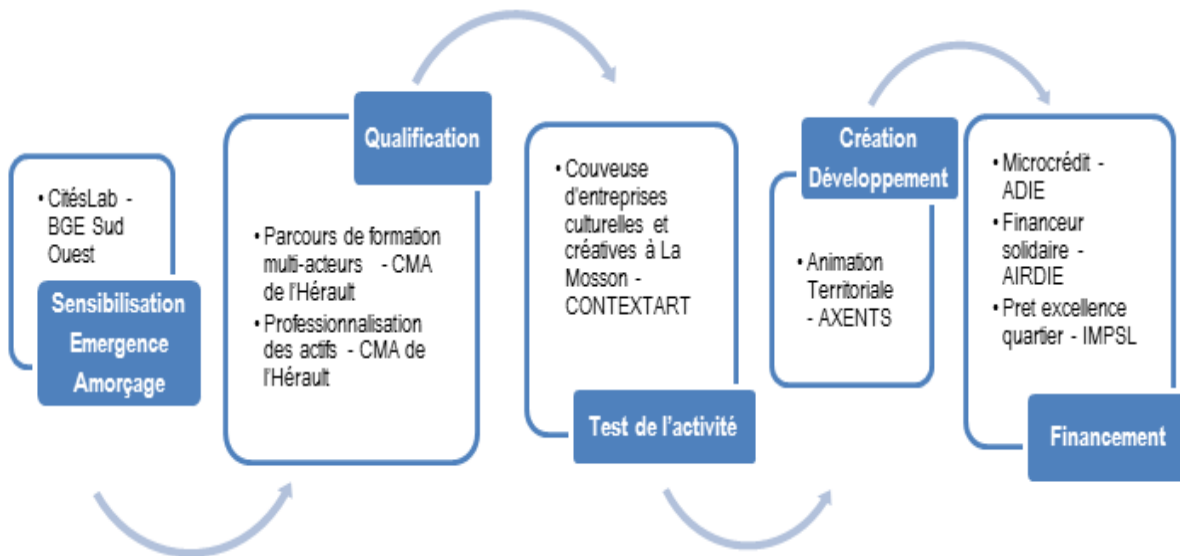 • CitésLab -
BGE Sud
Ouest
Sensibilisation
Emergence
Amorçage
Qualification
• Parcours de formation
multi-acteurs - CMA
de l'Hérault
• Professionnalisation
des actifs - CMA de
l'Hérault
• Couveuse
d'entreprises
culturelles et
créatives à La
Mosson -
CONTEXTART
Test de l'activité
Création
Développement
• Animation
Territoriale
- AXENTS
• Microcrédit -
ADIE
• Financeur
solidaire -
AIRDIE
• Pret excellence
quartier - IMPSL
Financement